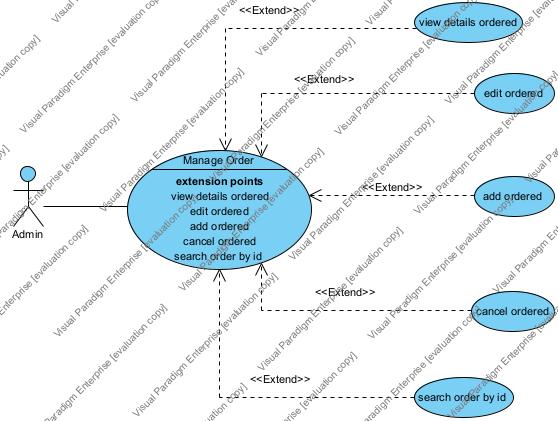 <<Extend>>
view details ordered
<<Extend>>
edit ordered
Manage Order
extension points
view details ordered
edit ordered
add ordered
cancel ordered
search order by id
<<Extend>>
add ordered
Admin
<<Extend>>
cancel ordered
<<Extend>>
search order by id
Visual Paradigm Enterprise [evaluation copy]